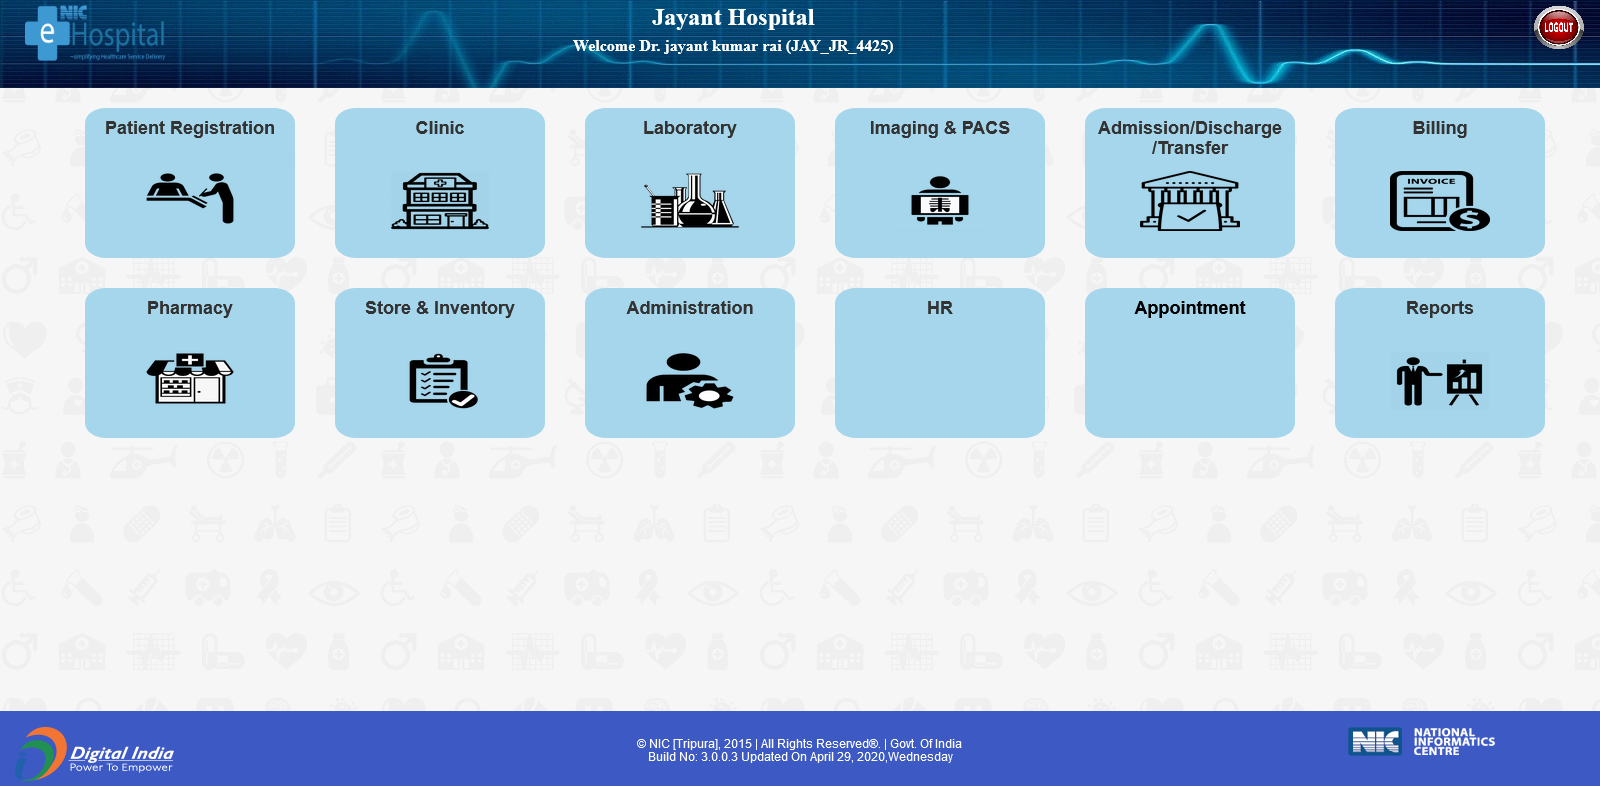 NIC
e Hospital
~simplifying Healthcare Service Delivery
Jayant Hospital
Welcome Dr. jayant kumar rai (JAY_JR_4425)
LOGOUT
Patient Registration
Clinic
Laboratory
Imaging & PACS
Admission/Discharge
/Transfer
Billing
INVOICE
$
Pharmacy
Store & Inventory
Administration
HR
Appointment
Reports
Digital India
Power To Empower
© NIC [Tripura], 2015 | All Rights Reserved®. | Govt. Of India
Build No: 3.0.0.3 Updated On April 29, 2020,Wednesday
NIC
NATIONAL
INFORMATICS
CENTRE